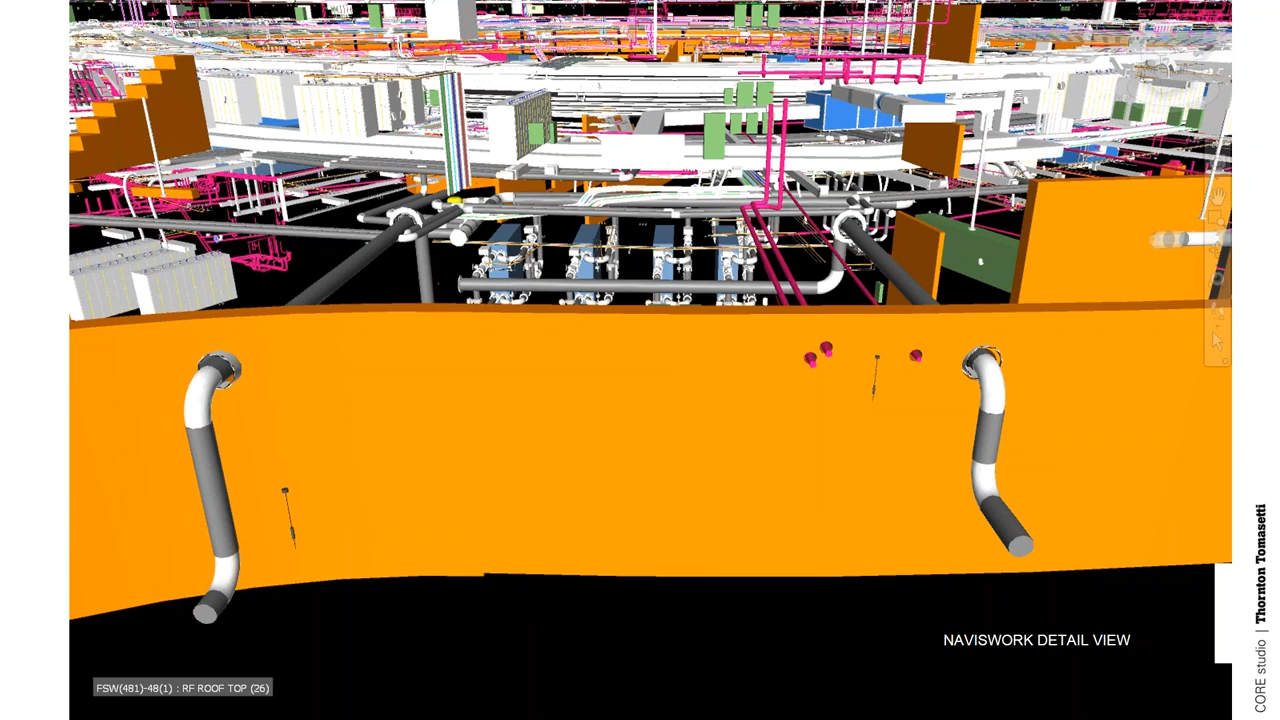 NAVISWORK DETAIL VIEW
FSW(481)-48(1) : RF ROOF TOP (26)
CORE studio | Thornton Tomasetti